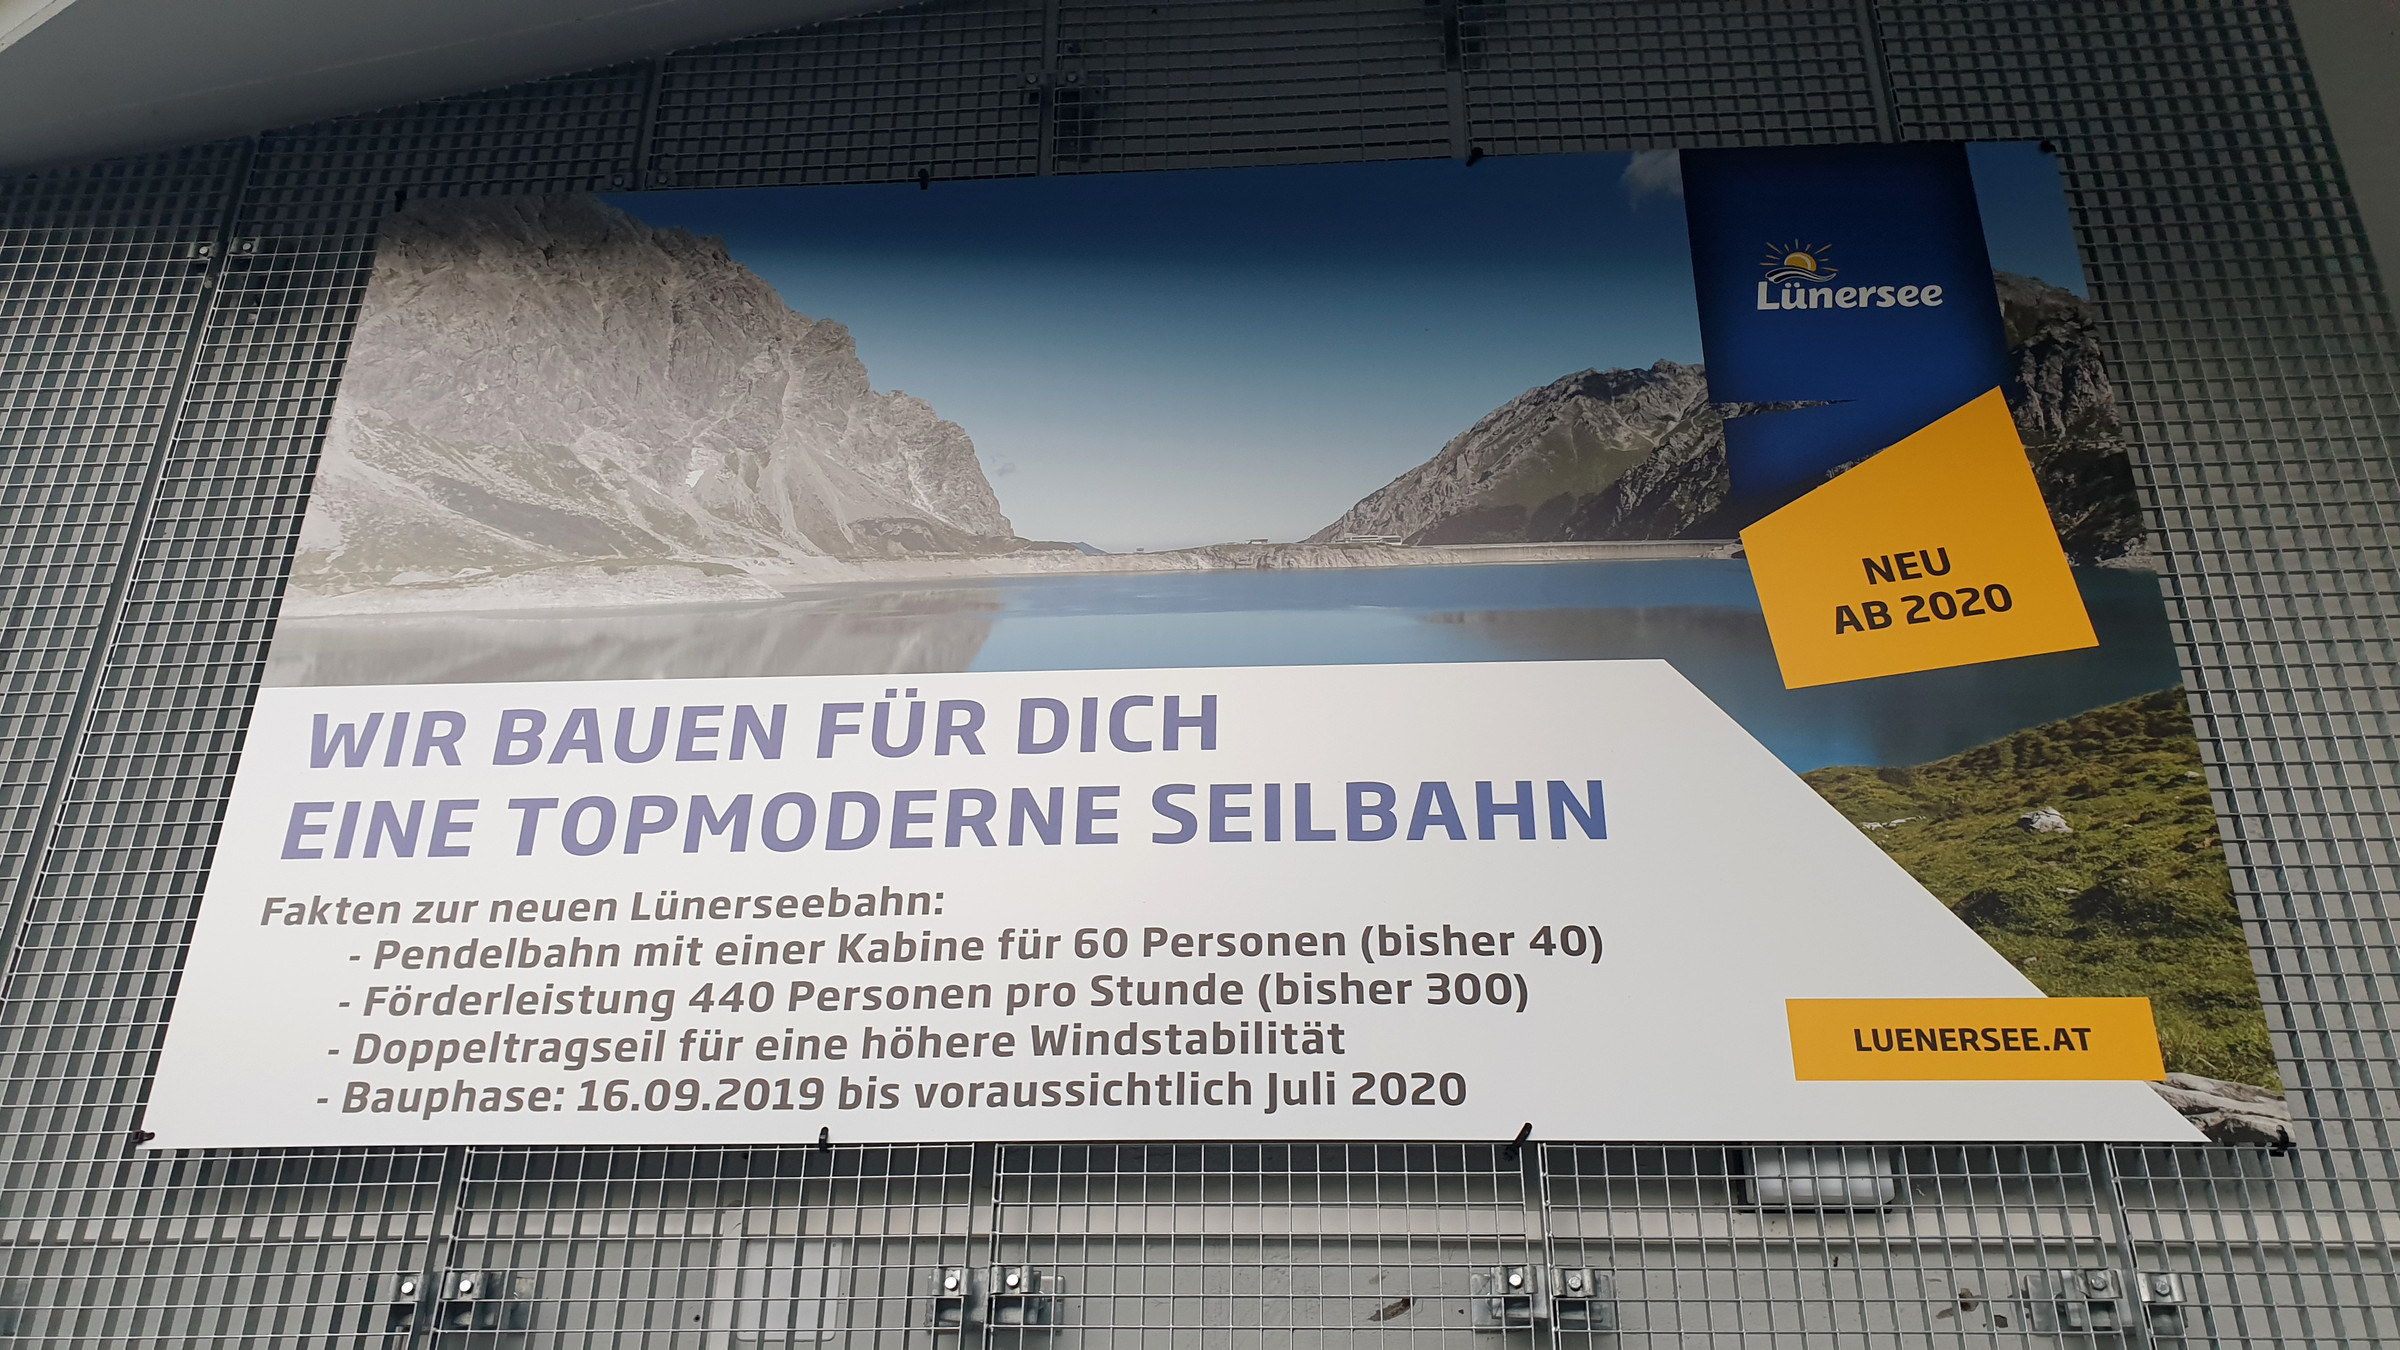 Lünersee
NEU
AB 2020
WIR BAUEN FÜR DICH
EINE TOPMODERNE SEILBAHN
Fakten zur neuen Lünerseebahn:
- Pendelbahn mit einer Kabine für 60 Personen (bisher 40)
- Förderleistung 440 Personen pro Stunde (bisher 300)
- Doppeltragseil für eine höhere Windstabilität
- Bauphase: 16.09.2019 bis voraussichtlich Juli 2020
LUENERSEE.AT